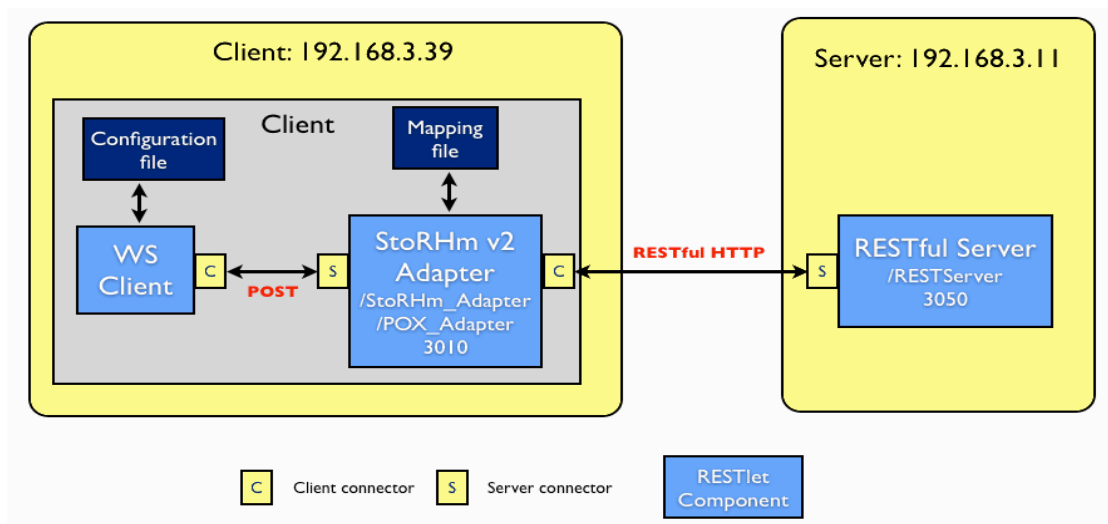 Client: 192.168.3.39
Server: 192.168.3.11
Client
Configuration
file
Mapping
file
WS
Client
C
POST
S
StoRHm v2
Adapter
/StoRHm_Adapter
/POX_Adapter
3010
C
RESTful HTTP
S
RESTful Server
/RESTServer
3050
C
Client connector
S
Server connector
RESTlet
Component